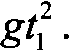 gt₁² .